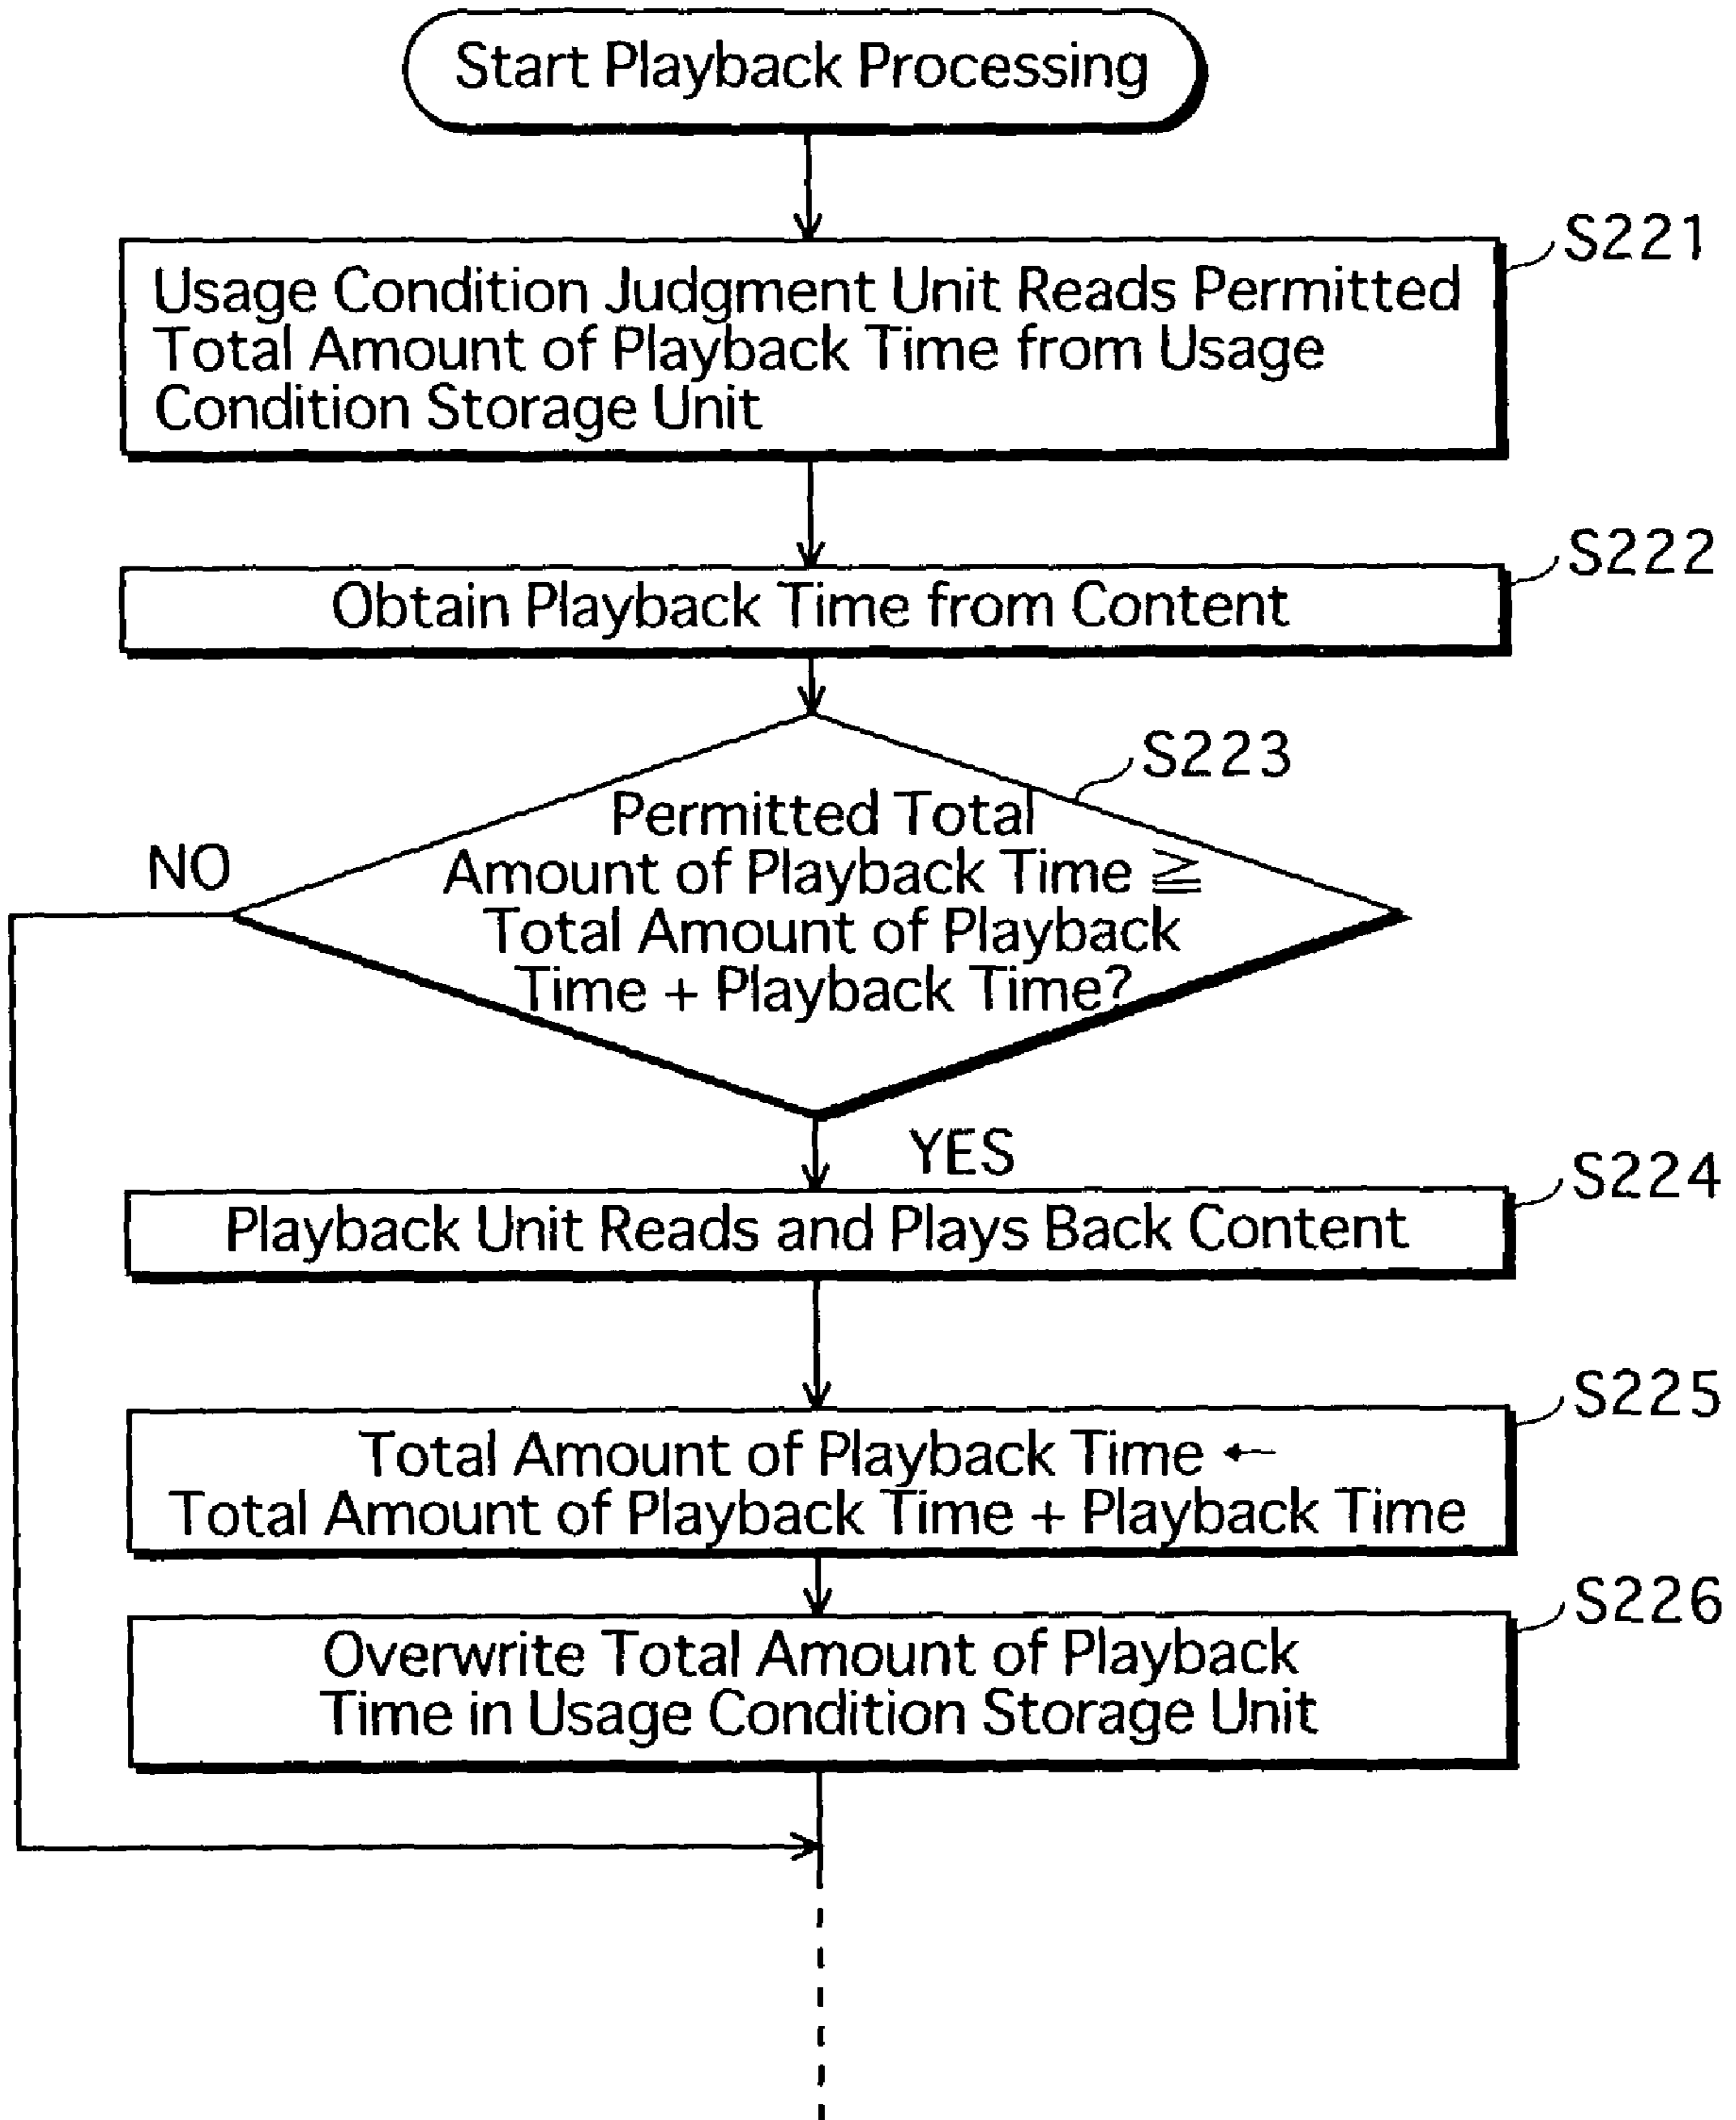 Start Playback Processing
S221
Usage Condition Judgment Unit Reads Permitted
Total Amount of Playback Time from Usage
Condition Storage Unit
S222
Obtain Playback Time from Content
S223
Permitted Total
Amount of Playback Time ≧
Total Amount of Playback
Time + Playback Time?
NO
YES
S224
Playback Unit Reads and Plays Back Content
S225
Total Amount of Playback Time ←
Total Amount of Playback Time + Playback Time
S226
Overwrite Total Amount of Playback
Time in Usage Condition Storage Unit